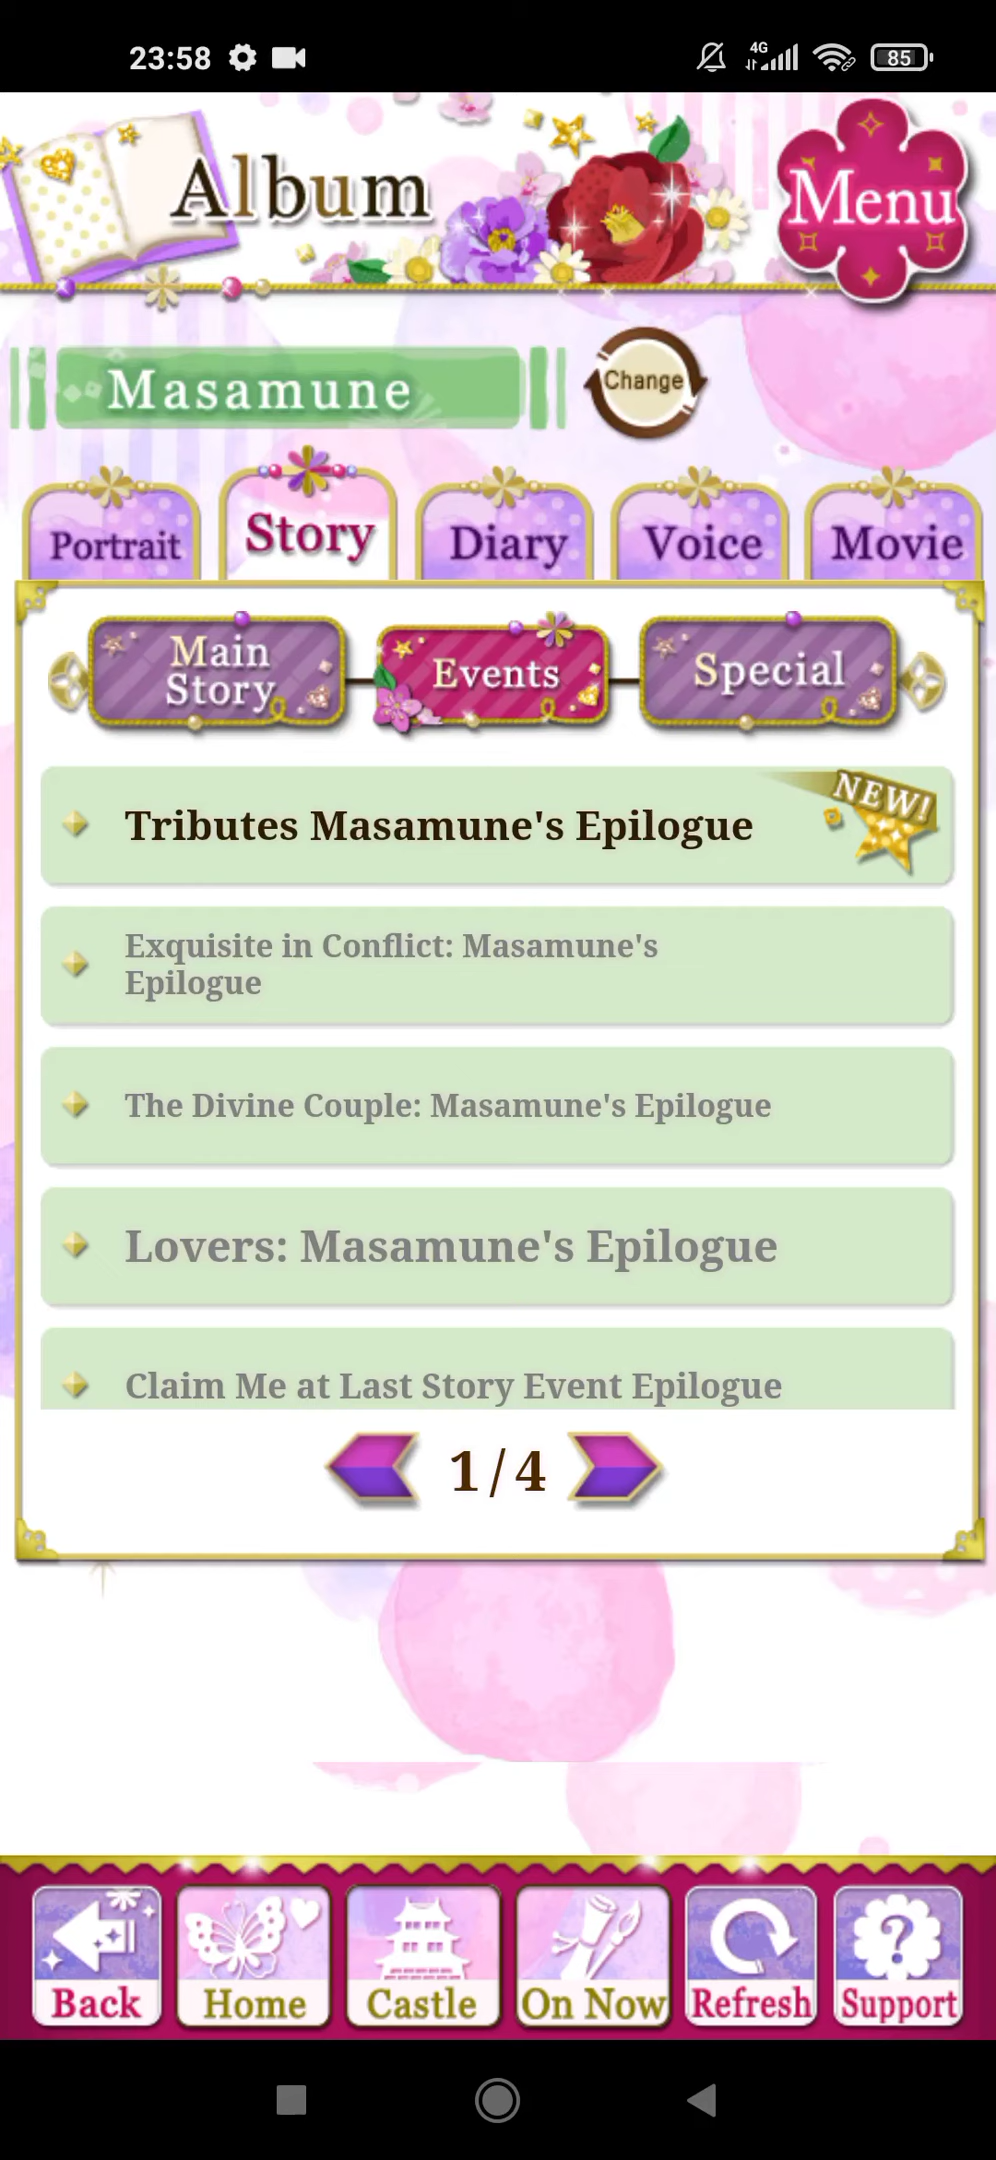 23:58
4G
85
Album
Menu
Masamune
Change
Portrait
Story
Diary
Voice
Movie
Main
Story
Events
Special
Tributes Masamune's Epilogue
NEW!
Exquisite in Conflict: Masamune's
Epilogue
The Divine Couple: Masamune's Epilogue
Lovers: Masamune's Epilogue
Claim Me at Last Story Event Epilogue
1/4
?
Back
Home
Castle
On Now
Refresh
Support